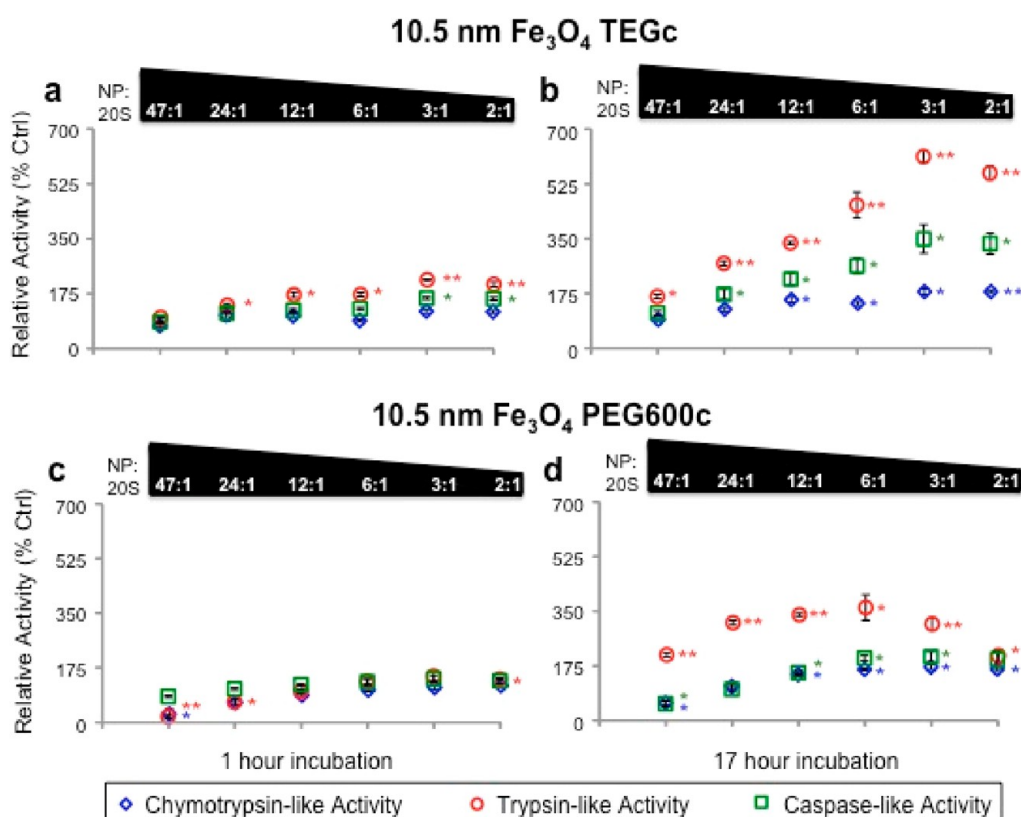 10.5 nm Fe₃O₄ TEGc
a NP: 20S 47:1 24:1 12:1 6:1 3:1 2:1
b NP: 20S 47:1 24:1 12:1 6:1 3:1 2:1
Relative Activity (% Ctrl)
700
525
350
175
0
* * * ** **
* *
700
525
350
175
0
* ** ** ** ** **
* * * * *
* * * **
10.5 nm Fe₃O₄ PEG600c
c NP: 20S 47:1 24:1 12:1 6:1 3:1 2:1
d NP: 20S 47:1 24:1 12:1 6:1 3:1 2:1
Relative Activity (% Ctrl)
700
525
350
175
0
** * *
*
700
525
350
175
0
** ** ** * ** *
* * * * *
* * * * *
1 hour incubation
17 hour incubation
Chymotrypsin-like Activity Trypsin-like Activity Caspase-like Activity